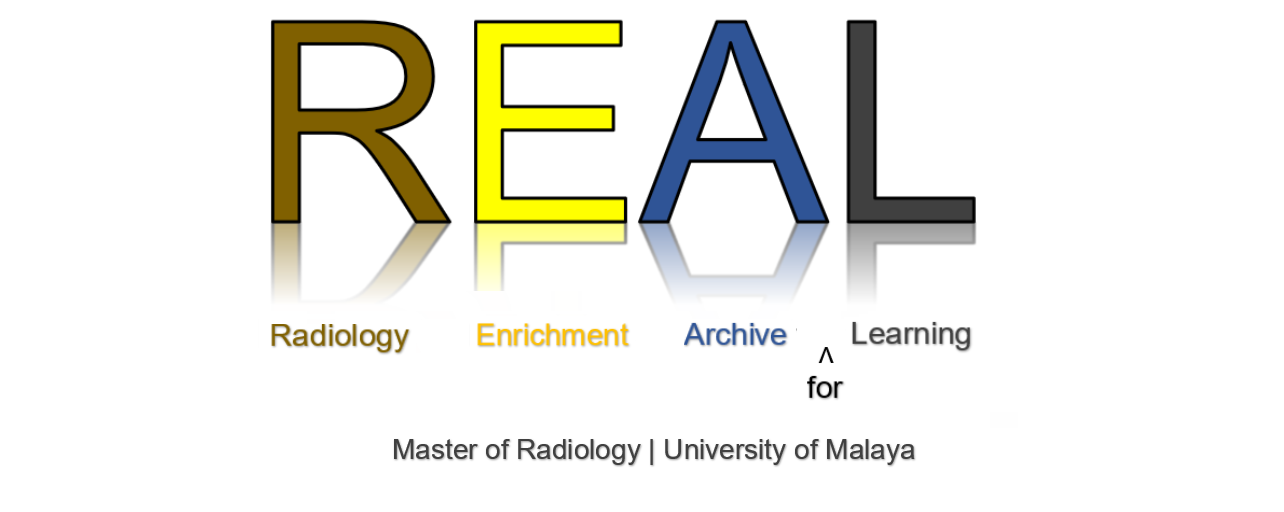 REAL
Radiology Enrichment Archive Learning
^
for
Master of Radiology | University of Malaya